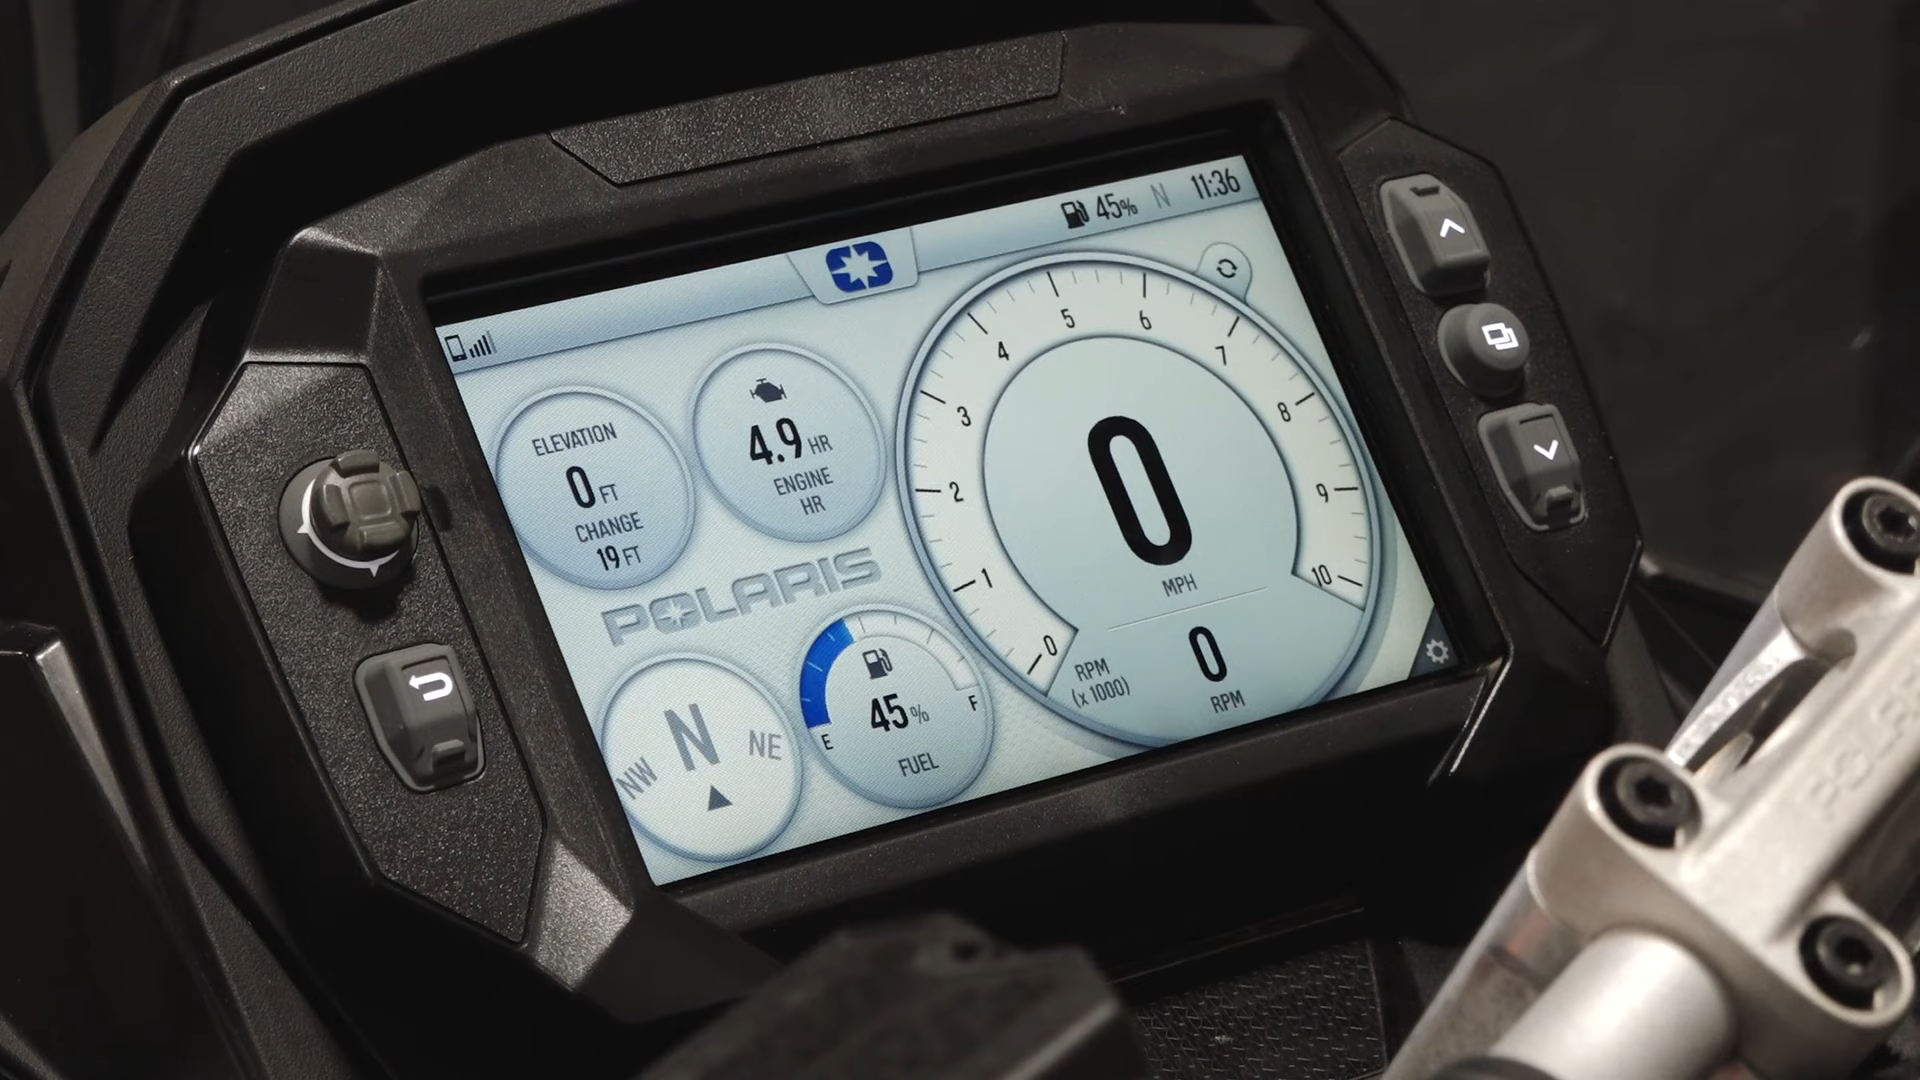 45% N 11:36
ELEVATION
0 FT
CHANGE
19 FT
4.9 HR
ENGINE
HR
POLARIS
NW N NE
45 %
E F
FUEL
0 1 2 3 4 5 6 7 8 9 10
0
MPH
RPM
(x 1000)
0
RPM
POLARIS